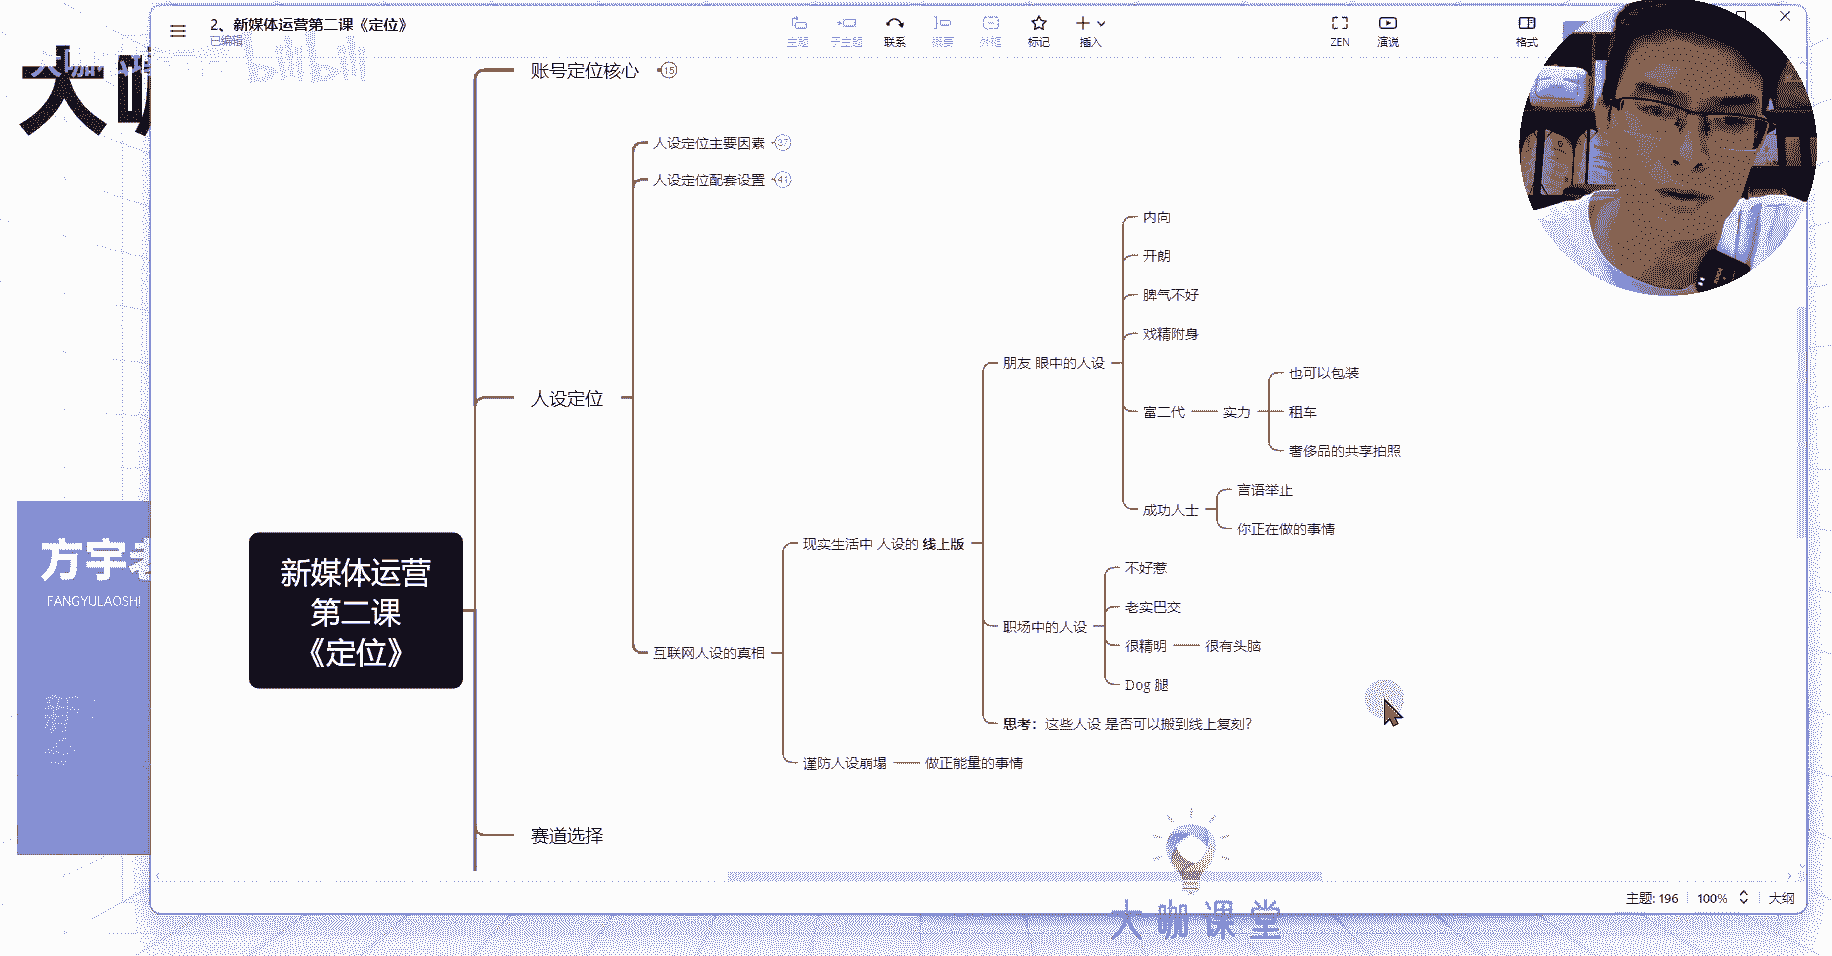 2、新媒体运营第二课《定位》
已编辑
主题
子主题
联系
概要
外框
标记
插入
ZEN
演说
格式
大咖
bilibili
账号定位核心
15
人设定位主要因素
37
人设定位配套设置
41
内向
开朗
脾气不好
戏精附身
朋友 眼中的人设
也可以包装
人设定位
富二代
实力
租车
奢侈品的共享拍照
言语举止
成功人士
你正在做的事情
现实生活中 人设的 线上版
不好惹
新媒体运营
第二课
《定位》
老实巴交
职场中的人设
很精明
很有头脑
互联网人设的真相
Dog 腿
思考：这些人设 是否可以搬到线上复刻？
谨防人设崩塌
做正能量的事情
赛道选择
方宇老
FANGYULAOSHI
主题: 196
100%
大纲
大咖课堂